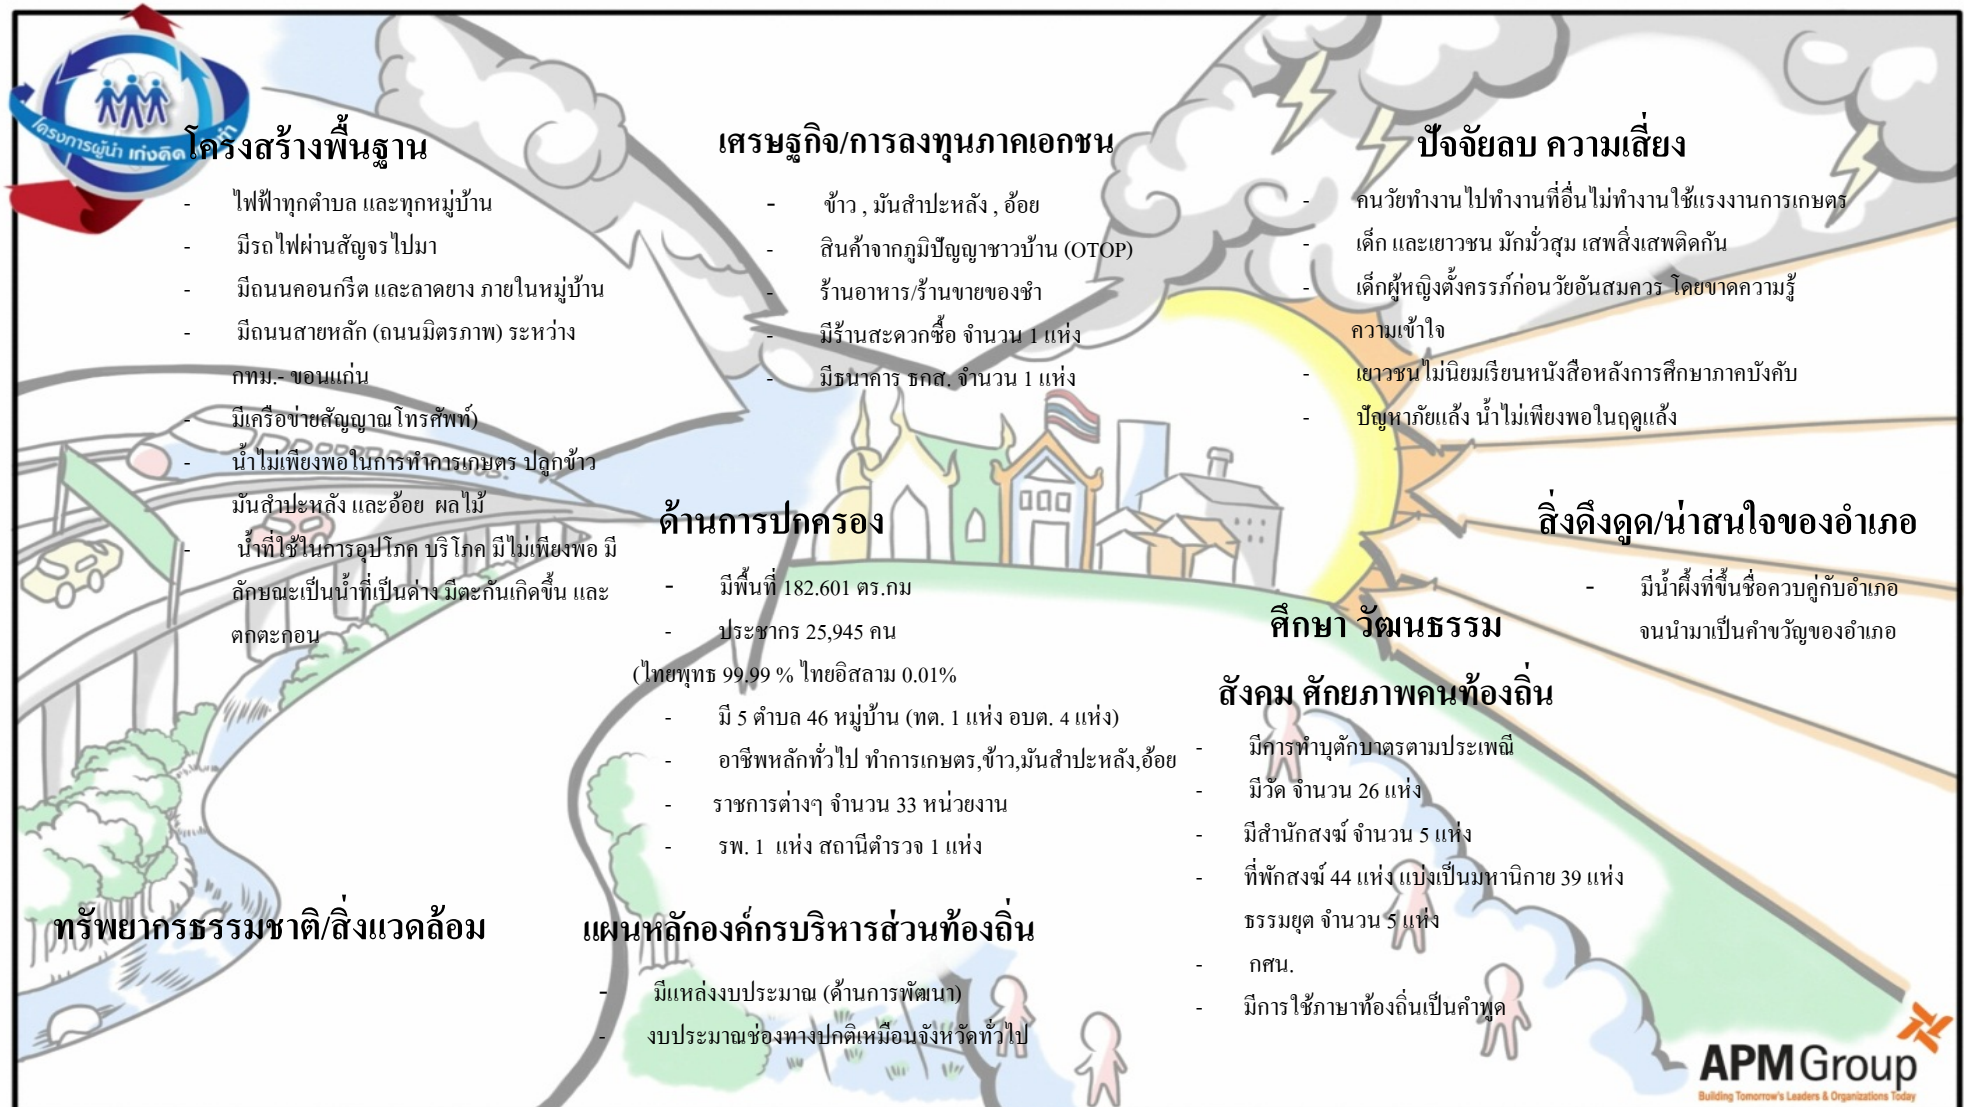 โครงการผู้นำ เก่งคิด เก่งทำ
โครงสร้างพื้นฐาน
- ไฟฟ้าทุกตำบล และทุกหมู่บ้าน
- มีรถไฟผ่านสัญจรไปมา
- มีถนนคอนกรีต และลาดยาง ภายในหมู่บ้าน
- มีถนนสายหลัก (ถนนมิตรภาพ) ระหว่าง
กทม.- ขอนแก่น
- มีเครือข่ายสัญญาณโทรศัพท์)
- น้ำไม่เพียงพอในการทำการเกษตร ปลูกข้าว
มันสำปะหลัง และอ้อย ผลไม้
- น้ำที่ใช้ในการอุปโภค บริโภค มีไม่เพียงพอ มี
ลักษณะเป็นน้ำที่เป็นด่าง มีตะกันเกิดขึ้น และ
ตกตะกอน
เศรษฐกิจ/การลงทุนภาคเอกชน
- ข้าว , มันสำปะหลัง , อ้อย
- สินค้าจากภูมิปัญญาชาวบ้าน (OTOP)
- ร้านอาหาร/ร้านขายของชำ
- มีร้านสะดวกซื้อ จำนวน 1 แห่ง
- มีธนาคาร ธกส. จำนวน 1 แห่ง
ปัจจัยลบ ความเสี่ยง
- คนวัยทำงานไปทำงานที่อื่นไม่ทำงานใช้แรงงานการเกษตร
- เด็ก และเยาวชน มักมั่วสุม เสพสิ่งเสพติดกัน
- เด็กผู้หญิงตั้งครรภ์ก่อนวัยอันสมควร โดยขาดความรู้
ความเข้าใจ
- เยาวชนไม่นิยมเรียนหนังสือหลังการศึกษาภาคบังคับ
- ปัญหาภัยแล้ง น้ำไม่เพียงพอในฤดูแล้ง
ด้านการปกครอง
- มีพื้นที่ 182.601 ตร.กม
- ประชากร 25,945 คน
(ไทยพุทธ 99.99 % ไทยอิสลาม 0.01%
- มี 5 ตำบล 46 หมู่บ้าน (ทต. 1 แห่ง อบต. 4 แห่ง)
- อาชีพหลักทั่วไป ทำการเกษตร,ข้าว,มันสำปะหลัง,อ้อย
- ราชการต่างๆ จำนวน 33 หน่วยงาน
- รพ. 1 แห่ง สถานีตำรวจ 1 แห่ง
สิ่งดึงดูด/น่าสนใจของอำเภอ
- มีน้ำผึ้งที่ขึ้นชื่อควบคู่กับอำเภอ
จนนำมาเป็นคำขวัญของอำเภอ
ศึกษา วัฒนธรรม
สังคม ศักยภาพคนท้องถิ่น
- มีการทำบุตักบาตรตามประเพณี
- มีวัด จำนวน 26 แห่ง
- มีสำนักสงฆ์ จำนวน 5 แห่ง
- ที่พักสงฆ์ 44 แห่ง แบ่งเป็นมหานิกาย 39 แห่ง
ธรรมยุต จำนวน 5 แห่ง
- กศน.
- มีการใช้ภาษาท้องถิ่นเป็นคำพูด
ทรัพยากรธรรมชาติ/สิ่งแวดล้อม
แผนหลักองค์กรบริหารส่วนท้องถิ่น
- มีแหล่งงบประมาณ (ด้านการพัฒนา)
- งบประมาณช่องทางปกติเหมือนจังหวัดทั่วไป
APM Group
Building Tomorrow's Leaders & Organizations Today